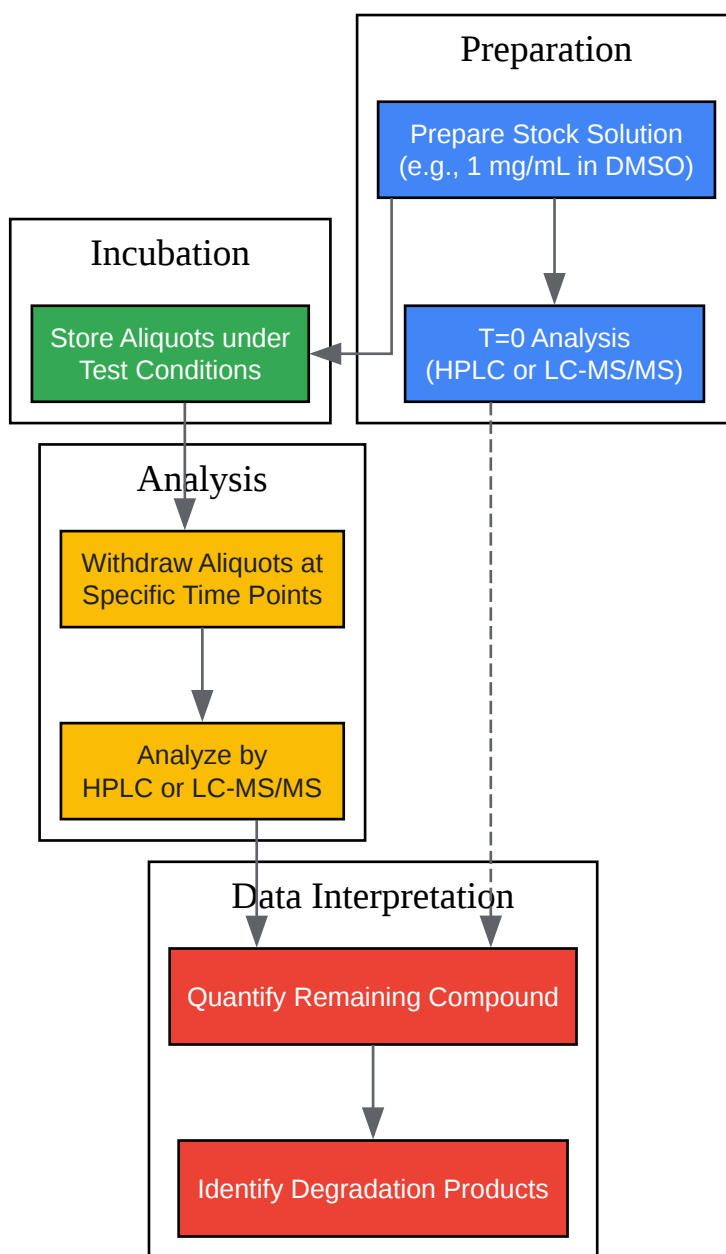 Preparation
Prepare Stock Solution
(e.g., 1 mg/mL in DMSO)
Incubation
Store Aliquots under
Test Conditions
T=0 Analysis
(HPLC or LC-MS/MS)
Analysis
Withdraw Aliquots at
Specific Time Points
Analyze by
HPLC or LC-MS/MS
Data Interpretation
Quantify Remaining Compound
Identify Degradation Products